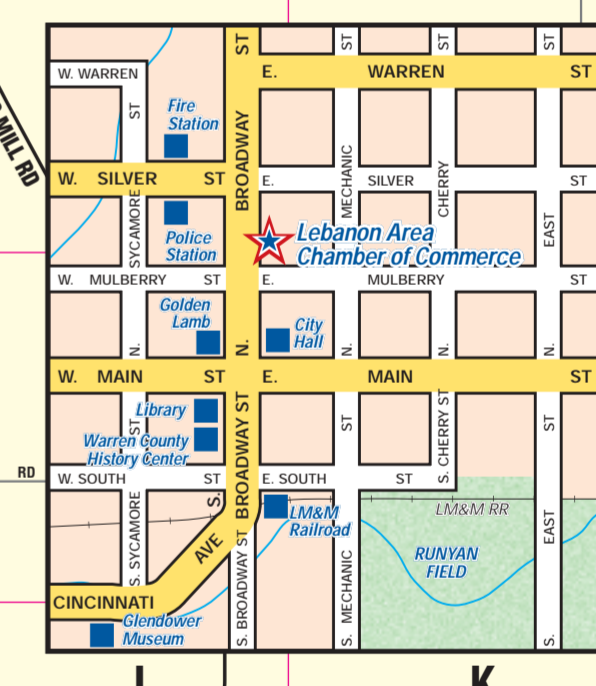 ST
ST
ST
ST
W. WARREN
E. WARREN ST
ST
Fire
Station
MILL RD
BROADWAY
MECHANIC
CHERRY
W. SILVER ST
E. SILVER ST
SYCAMORE
EAST
Police
Station
Lebanon Area
Chamber of Commerce
W. MULBERRY ST
E. MULBERRY ST
Golden
Lamb
City
Hall
N.
N.
N.
N.
N.
W. MAIN ST
E. MAIN ST
Library
ST
BROADWAY ST
ST
S. CHERRY ST
ST
Warren County
History Center
RD
W. SOUTH ST
E. SOUTH ST
S.
LM&M RR
LM&M
Railroad
S. SYCAMORE
AVE
S. BROADWAY ST
S. MECHANIC
RUNYAN
FIELD
EAST
S.
CINCINNATI
Glendower
Museum
K